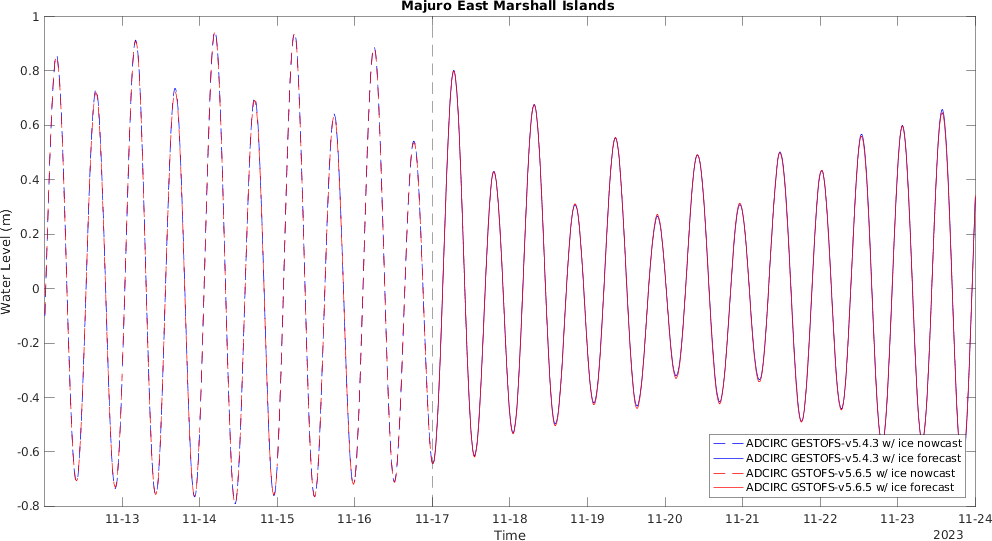 Majuro East Marshall Islands
Water Level (m)
1
0.8
0.6
0.4
0.2
0
-0.2
-0.4
-0.6
-0.8
ADCIRC GESTOFS-v5.4.3 w/ ice nowcast
ADCIRC GESTOFS-v5.4.3 w/ ice forecast
ADCIRC GSTOFS-v5.6.5 w/ ice nowcast
ADCIRC GSTOFS-v5.6.5 w/ ice forecast
11-13 11-14 11-15 11-16 11-17 11-18 11-19 11-20 11-21 11-22 11-23 11-24
Time
2023